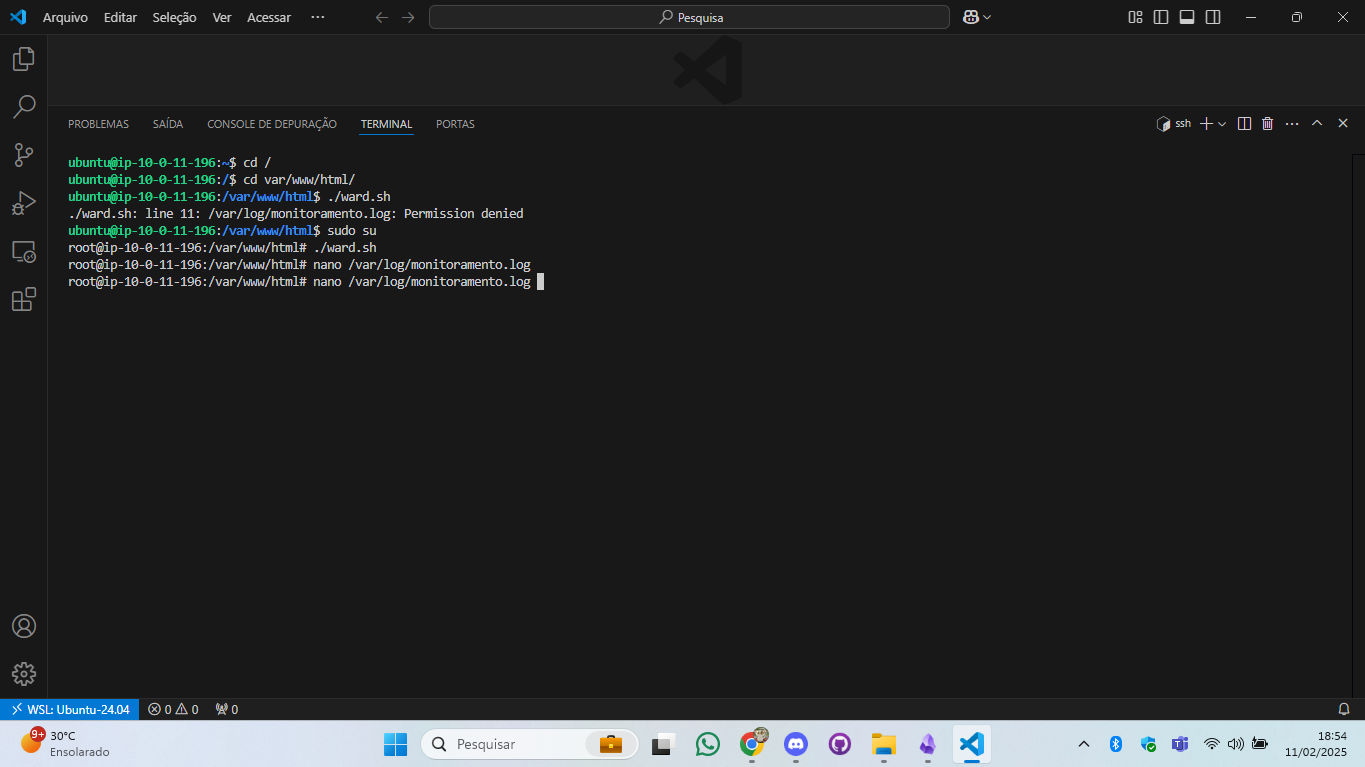 Arquivo Editar Seleção Ver Acessar ···
Pesquisa
PROBLEMAS SAÍDA CONSOLE DE DEPURAÇÃO TERMINAL PORTAS
ssh
ubuntu@ip-10-0-11-196:~$ cd /
ubuntu@ip-10-0-11-196:/$ cd var/www/html/
ubuntu@ip-10-0-11-196:/var/www/html$ ./ward.sh
./ward.sh: line 11: /var/log/monitoramento.log: Permission denied
ubuntu@ip-10-0-11-196:/var/www/html$ sudo su
root@ip-10-0-11-196:/var/www/html# ./ward.sh
root@ip-10-0-11-196:/var/www/html# nano /var/log/monitoramento.log
root@ip-10-0-11-196:/var/www/html# nano /var/log/monitoramento.log
WSL: Ubuntu-24.04 0 0 0
9+ 30°C
Ensolarado
Pesquisar
18:54
11/02/2025